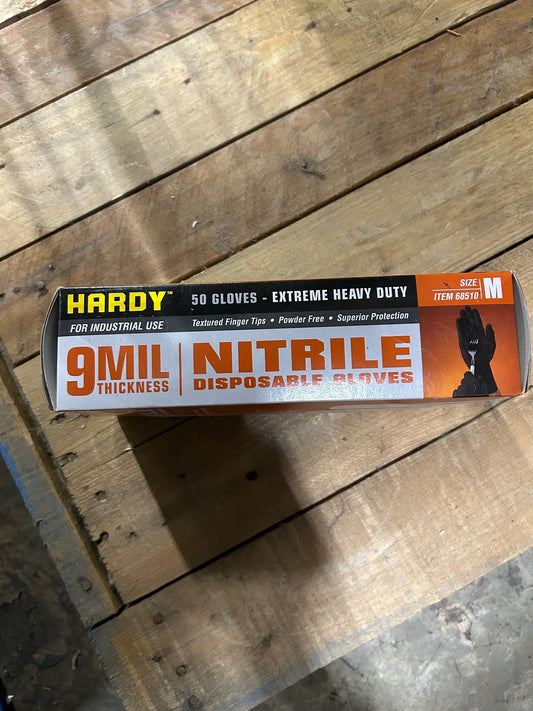 HARDY™
50 GLOVES - EXTREME HEAVY DUTY
SIZE M
ITEM 68510
FOR INDUSTRIAL USE
Textured Finger Tips • Powder Free • Superior Protection
9MIL
THICKNESS
NITRILE
DISPOSABLE GLOVES